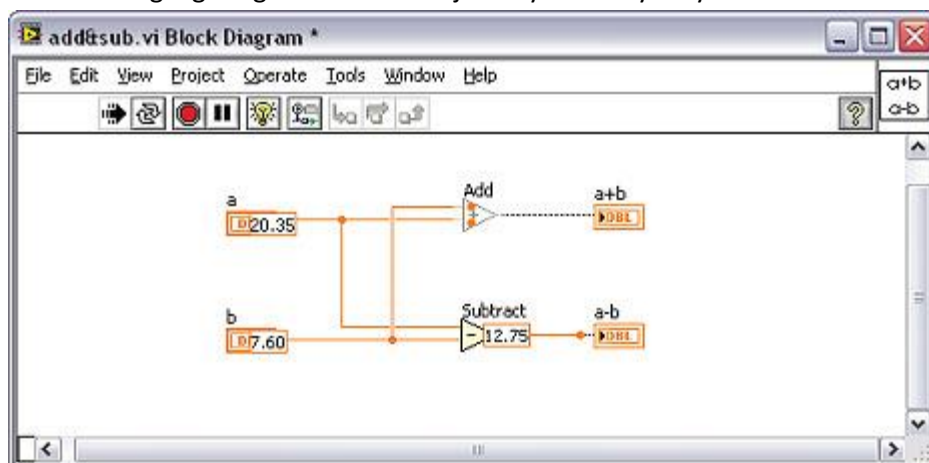 add&sub.vi Block Diagram *
File Edit View Project Operate Tools Window Help
a+b
a-b
a
20.35
Add
a+b
DBL
b
7.60
Subtract
12.75
a-b
DBL